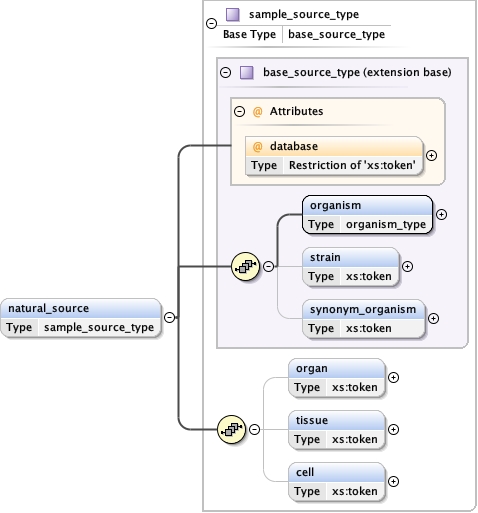 sample_source_type
Base Type base_source_type
base_source_type (extension base)
@ Attributes
@ database
Type Restriction of 'xs:token'
organism
Type organism_type
strain
Type xs:token
natural_source
Type sample_source_type
synonym_organism
Type xs:token
organ
Type xs:token
tissue
Type xs:token
cell
Type xs:token